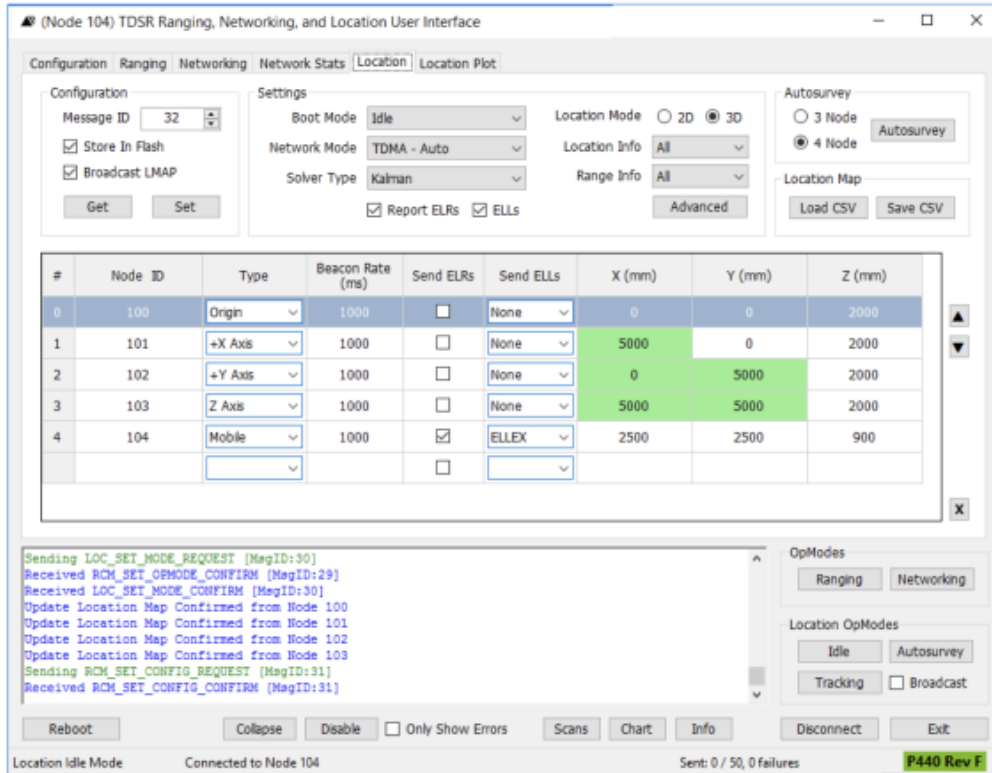 (Node 104) TDSR Ranging, Networking, and Location User Interface
Configuration Ranging Networking Network Stats Location Location Plot
Configuration Settings Autosurvey
Message ID 32 Boot Mode Idle Location Mode 2D 3D 3 Node Autosurvey
Store In Flash Network Mode TDMA - Auto Location Info All 4 Node
Broadcast LMAP Solver Type Kalman Range Info All Location Map
Get Set Report ELRs ELLs Advanced Load CSV Save CSV
# Node ID Type Beacon Rate (ms) Send ELRs Send ELLs X (mm) Y (mm) Z (mm)
0 100 Origin 1000 None 0 0 2000
1 101 +X Axis 1000 None 5000 0 2000
2 102 +Y Axis 1000 None 0 5000 2000
3 103 Z Axis 1000 None 5000 5000 2000
4 104 Mobile 1000 ELLEX 2500 2500 900
X
Sending LOC_SET_MODE_REQUEST [MsgID:30]
Received RCM_SET_OPMODE_CONFIRM [MsgID:29]
Received LOC_SET_MODE_CONFIRM [MsgID:30]
Update Location Map Confirmed from Node 100
Update Location Map Confirmed from Node 101
Update Location Map Confirmed from Node 102
Update Location Map Confirmed from Node 103
Sending RCM_SET_CONFIG_REQUEST [MsgID:31]
Received RCM_SET_CONFIG_CONFIRM [MsgID:31]
OpModes
Ranging Networking
Location OpModes
Idle Autosurvey
Tracking Broadcast
Reboot Collapse Disable Only Show Errors Scans Chart Info Disconnect Exit
Location Idle Mode Connected to Node 104 Sent: 0 / 50, 0 failures P440 Rev F